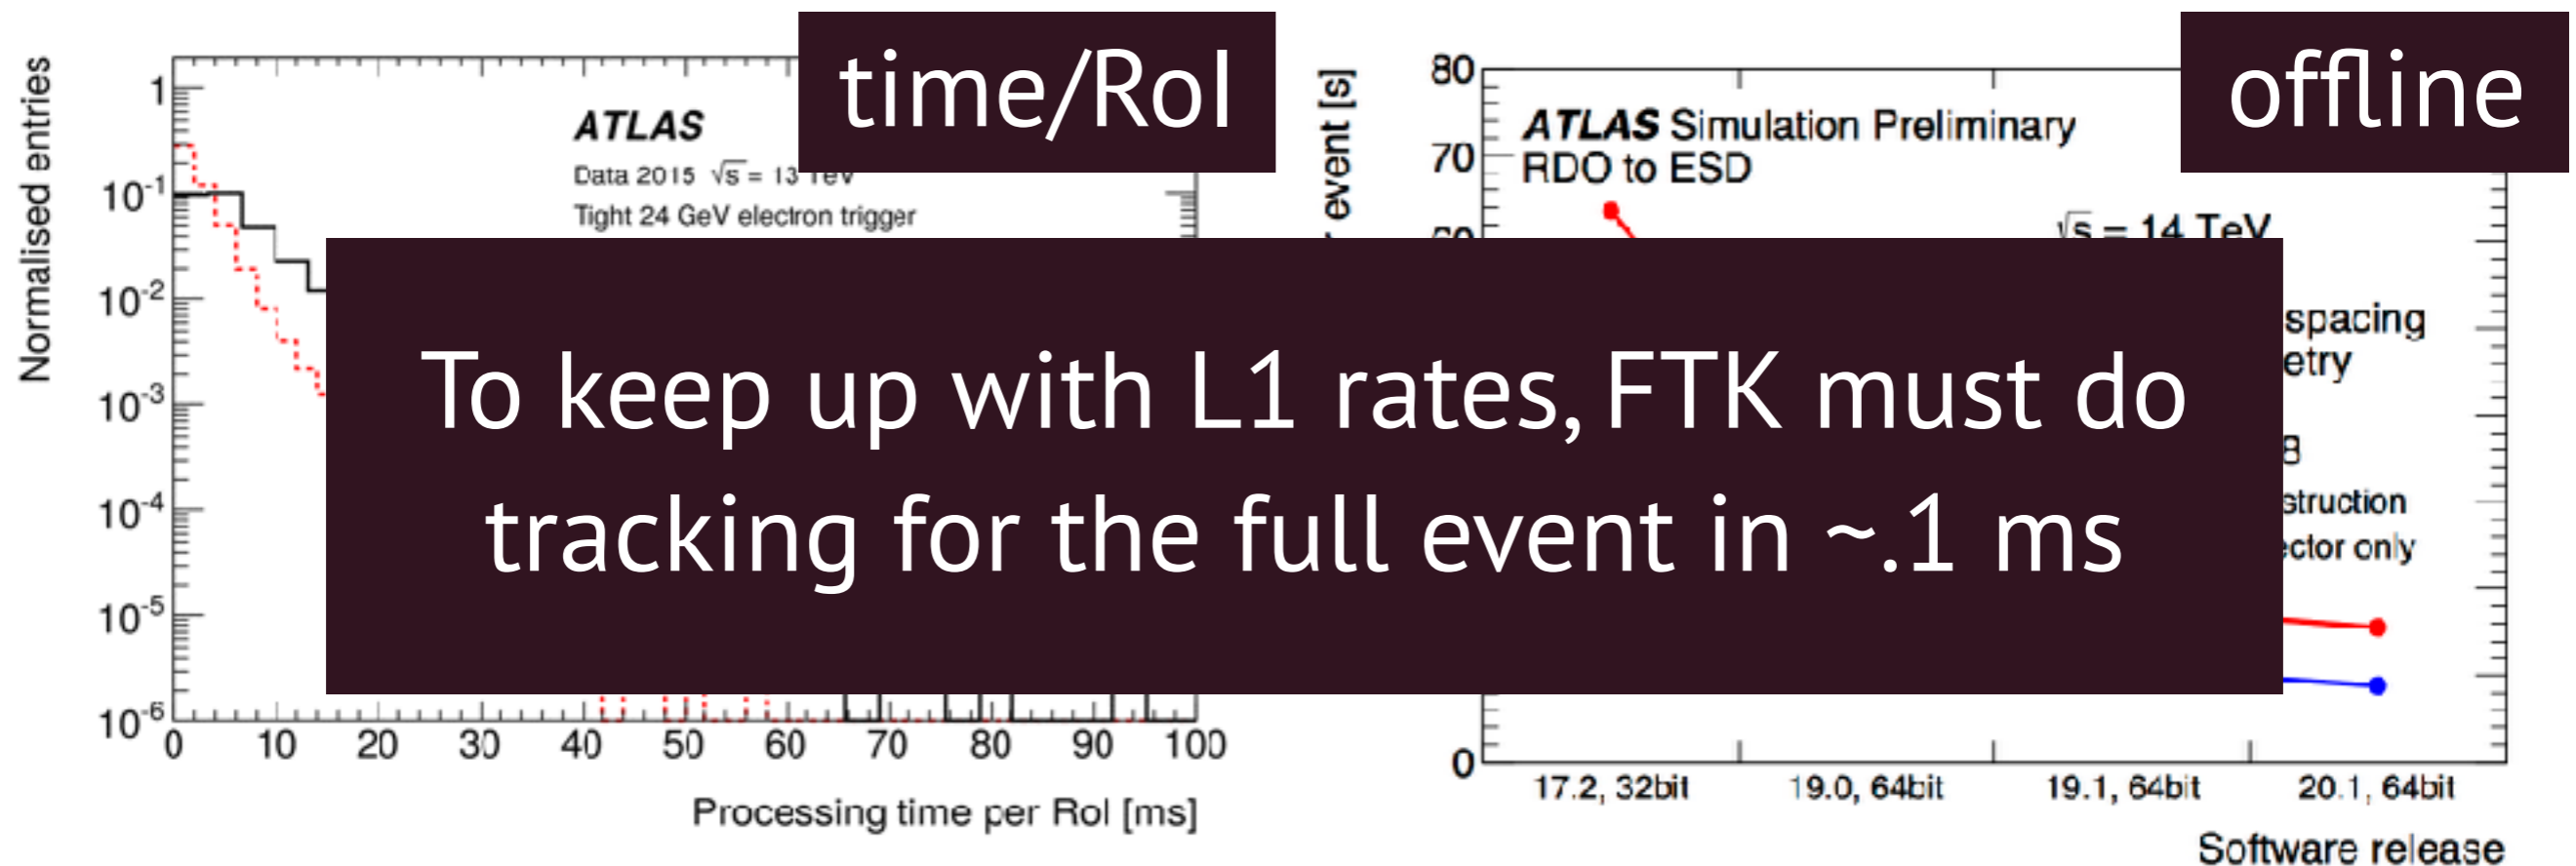 time/RoI
Normalised entries
1
10-1
10-2
10-3
10-4
10-5
10-6
ATLAS
Data 2015 √s = 13 TeV
Tight 24 GeV electron trigger
0 10 20 30 40 50 60 70 80 90 100
Processing time per RoI [ms]
offline
event [s]
80
70
60
0
ATLAS Simulation Preliminary
RDO to ESD
√s = 14 TeV
spacing
To keep up with L1 rates, FTK must do
tracking for the full event in ~.1 ms
only
17.2, 32bit 19.0, 64bit 19.1, 64bit 20.1, 64bit
Software release